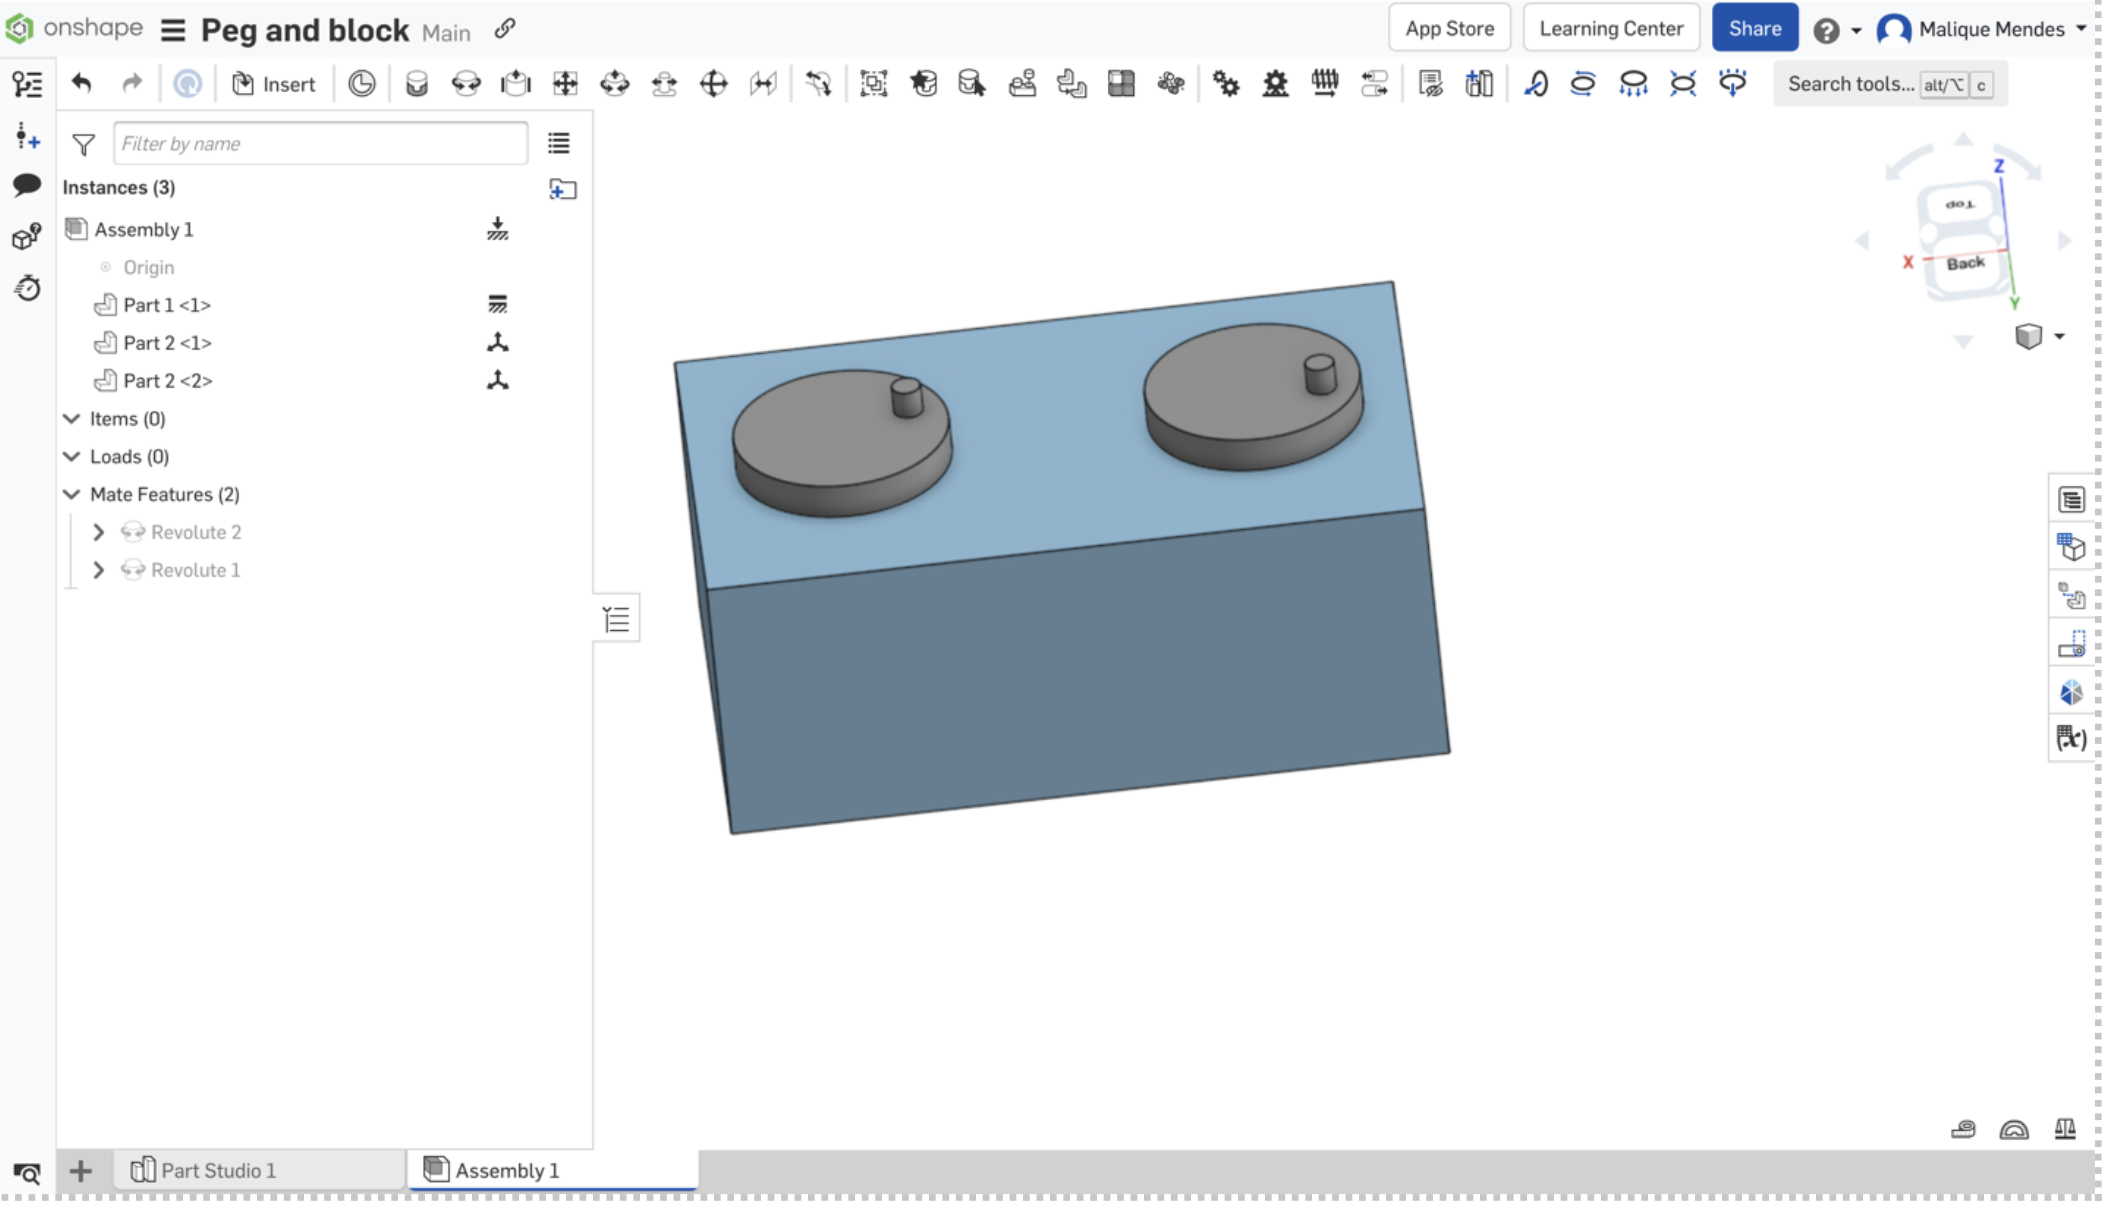 onshape Peg and block Main App Store Learning Center Share Malique Mendes
Insert Search tools... alt/⌥ c
Filter by name
Instances (3)
Assembly 1
Origin
Part 1 <1>
Part 2 <1>
Part 2 <2>
Items (0)
Loads (0)
Mate Features (2)
Revolute 2
Revolute 1
Z
Top
X Back
Y
(x)
Part Studio 1 Assembly 1